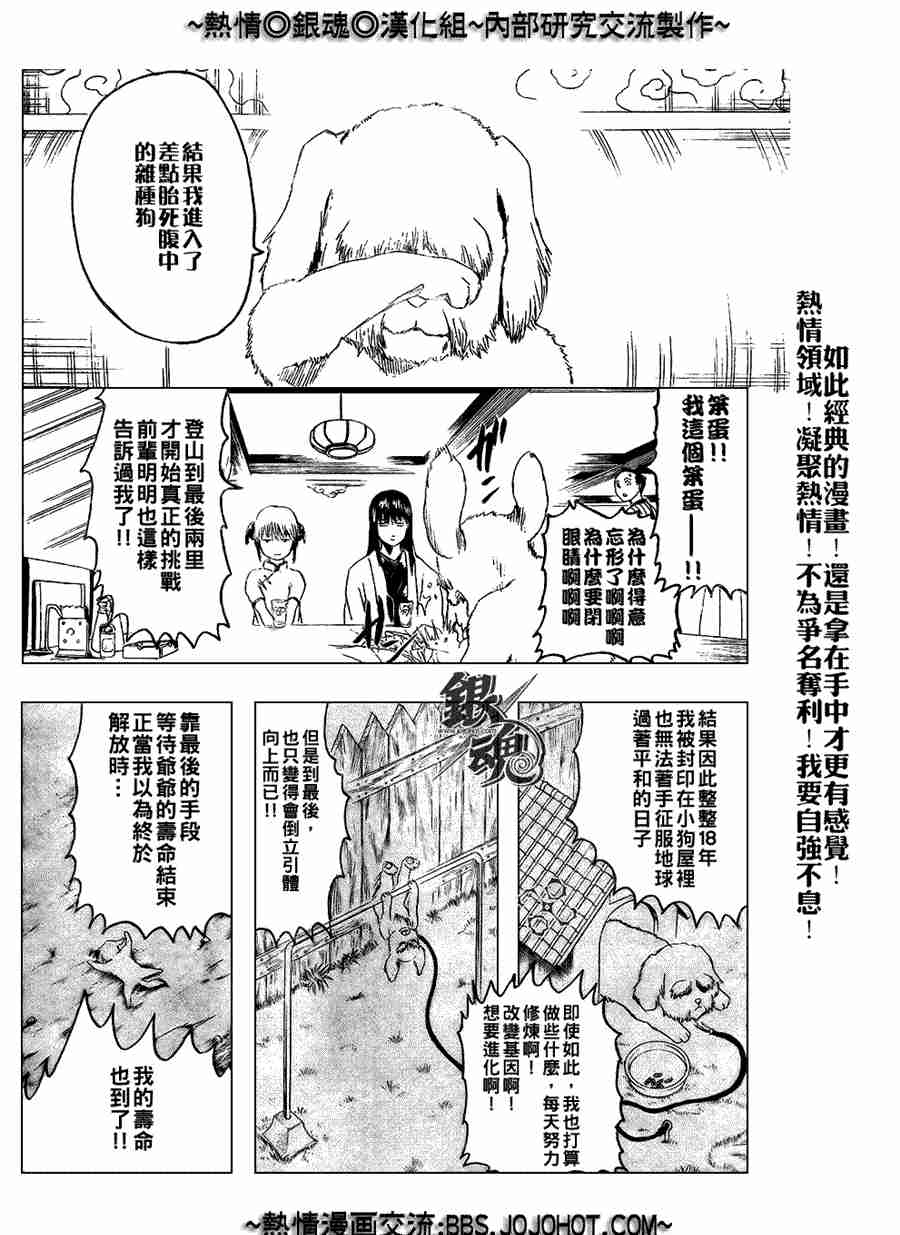 ~熱情◎銀魂◎漢化組~內部研究交流製作~
結果我進入了
差點胎死腹中
的雜種狗
笨蛋!!
我這個笨蛋──!!
為什麼得意
忘形了啊啊啊
為什麼要閉
眼睛啊啊啊
ゲ
ガ
登山到最後兩里
才開始真正的挑戰
前輩明明也這樣
告訴過我了!!
結果因此整整18年
我被封印在小狗屋裡
也無法著手征服地球
過著平和的日子
即使如此，我也打算
做些什麼，每天努力
修煉啊！
改變基因啊！
想要進化啊！
銀魂
但是到最後，
也只變得會倒立引體
向上而已!!
靠最後的手段
等待爺爺的壽命結束
正當我以為終於
解放時…
我的壽命
也到了!!
如此經典的漫畫！還是拿在手中才更有感覺！
熱情領域！凝聚熱情！不為爭名奪利！我要自強不息！
~熱情漫画交流:BBS.JOJOHOT.COM~